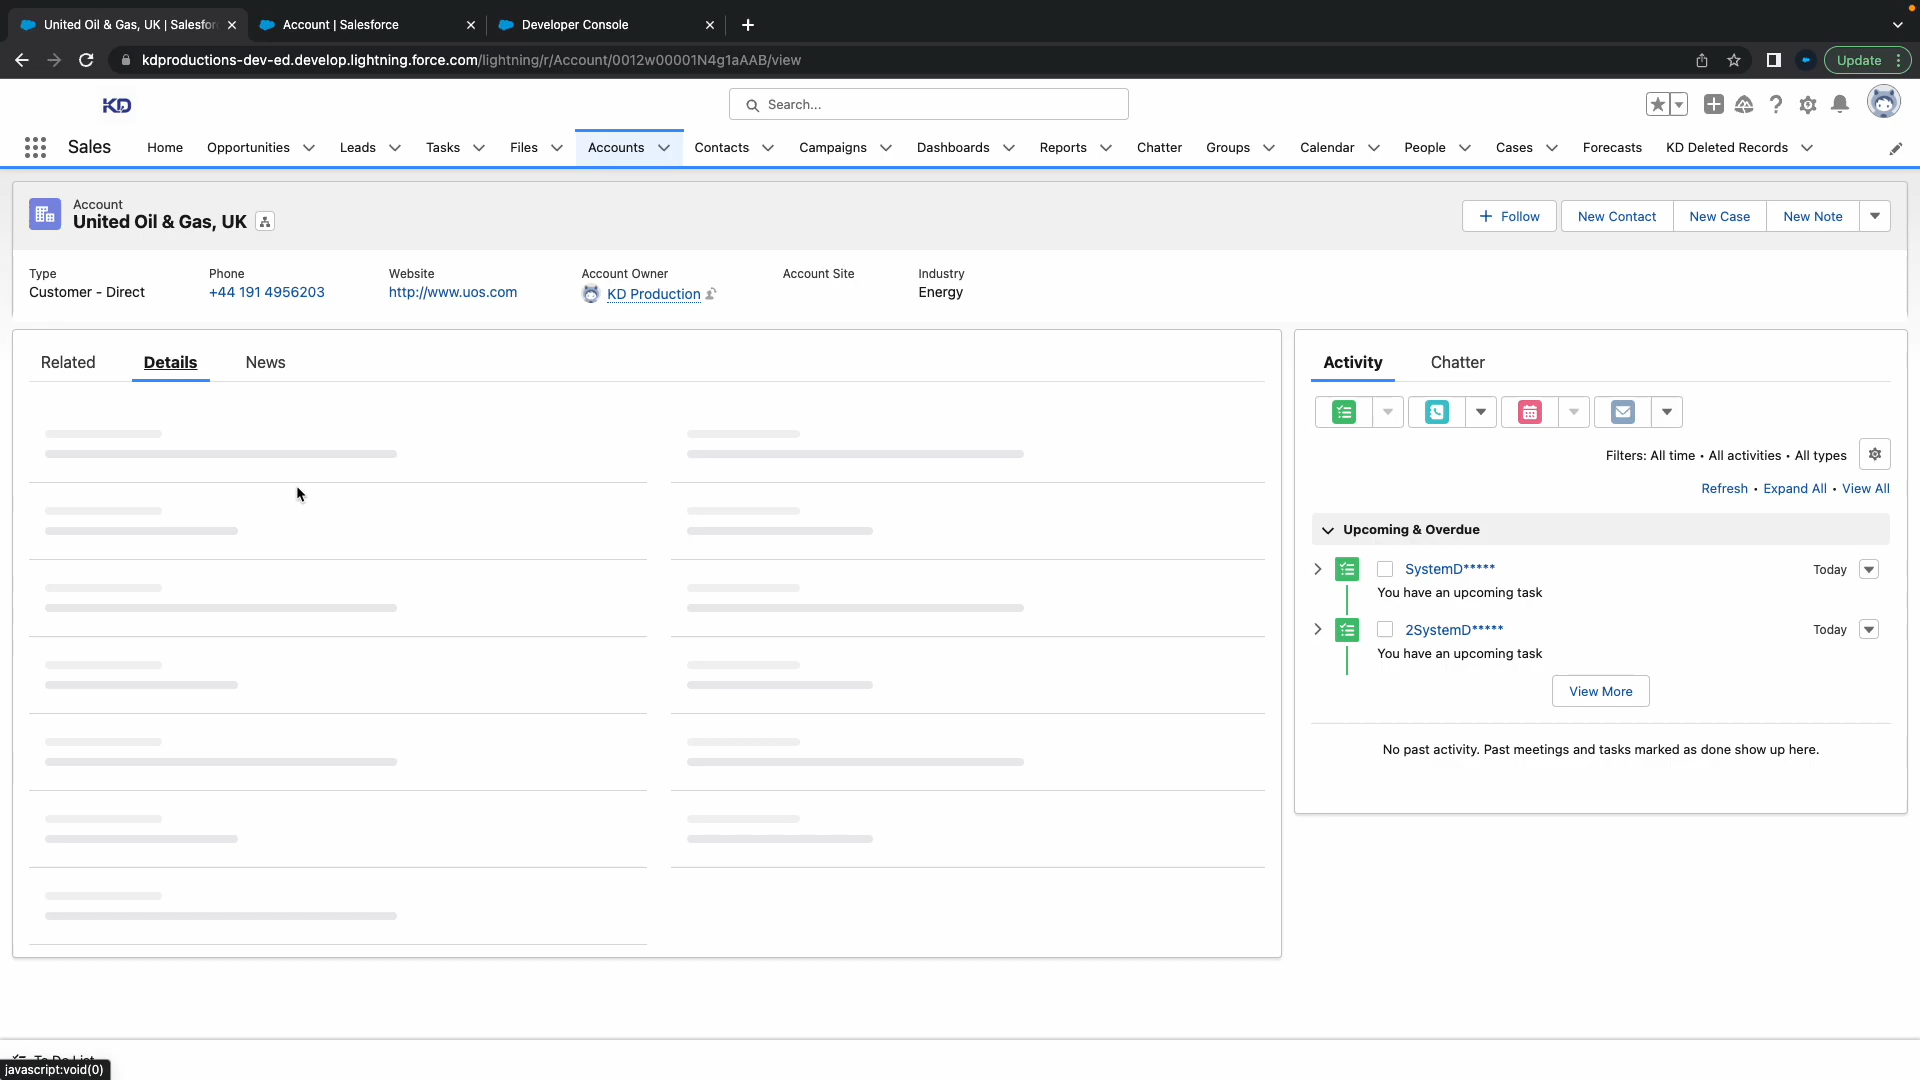 United Oil & Gas, UK | Salesfor
Account | Salesforce
Developer Console
kdproductions-dev-ed.develop.lightning.force.com/lightning/r/Account/0012w00001N4g1aAAB/view
Update
KD
Search...
Sales
Home
Opportunities
Leads
Tasks
Files
Accounts
Contacts
Campaigns
Dashboards
Reports
Chatter
Groups
Calendar
People
Cases
Forecasts
KD Deleted Records
Account
United Oil & Gas, UK
Follow
New Contact
New Case
New Note
Type
Customer - Direct
Phone
+44 191 4956203
Website
http://www.uos.com
Account Owner
KD Production
Account Site
Industry
Energy
Related
Details
News
Activity
Chatter
Filters: All time • All activities • All types
Refresh • Expand All • View All
Upcoming & Overdue
SystemD*****
Today
You have an upcoming task
2SystemD*****
Today
You have an upcoming task
View More
No past activity. Past meetings and tasks marked as done show up here.
To Do List
javascript:void(0)